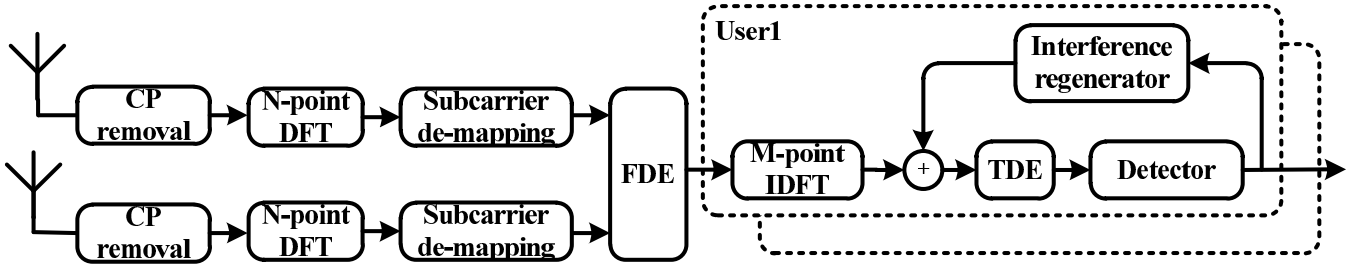 User1
Interference
regenerator
CP
removal
N-point
DFT
Subcarrier
de-mapping
FDE
M-point
IDFT
+
TDE
Detector
CP
removal
N-point
DFT
Subcarrier
de-mapping